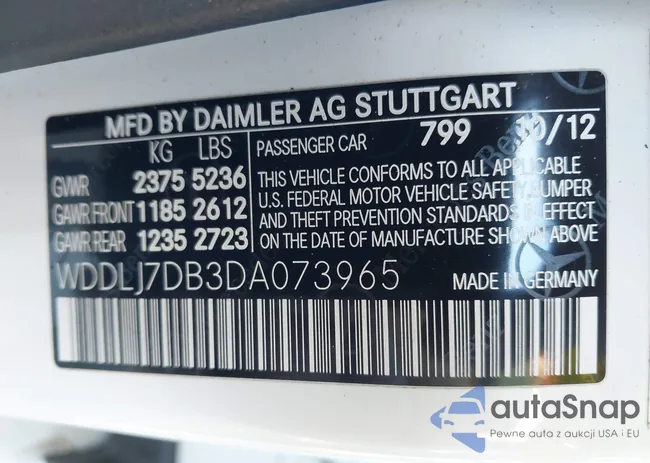 MFD BY DAIMLER AG STUTTGART
KG LBS
GVWR 2375 5236
GAWR FRONT 1185 2612
GAWR REAR 1235 2723
PASSENGER CAR 799 10/12
THIS VEHICLE CONFORMS TO ALL APPLICABLE
U.S. FEDERAL MOTOR VEHICLE SAFETY, BUMPER
AND THEFT PREVENTION STANDARDS IN EFFECT
ON THE DATE OF MANUFACTURE SHOWN ABOVE
WDDLJ7DB3DA073965
MADE IN GERMANY
autaSnap
Pewne auta z aukcji USA i EU